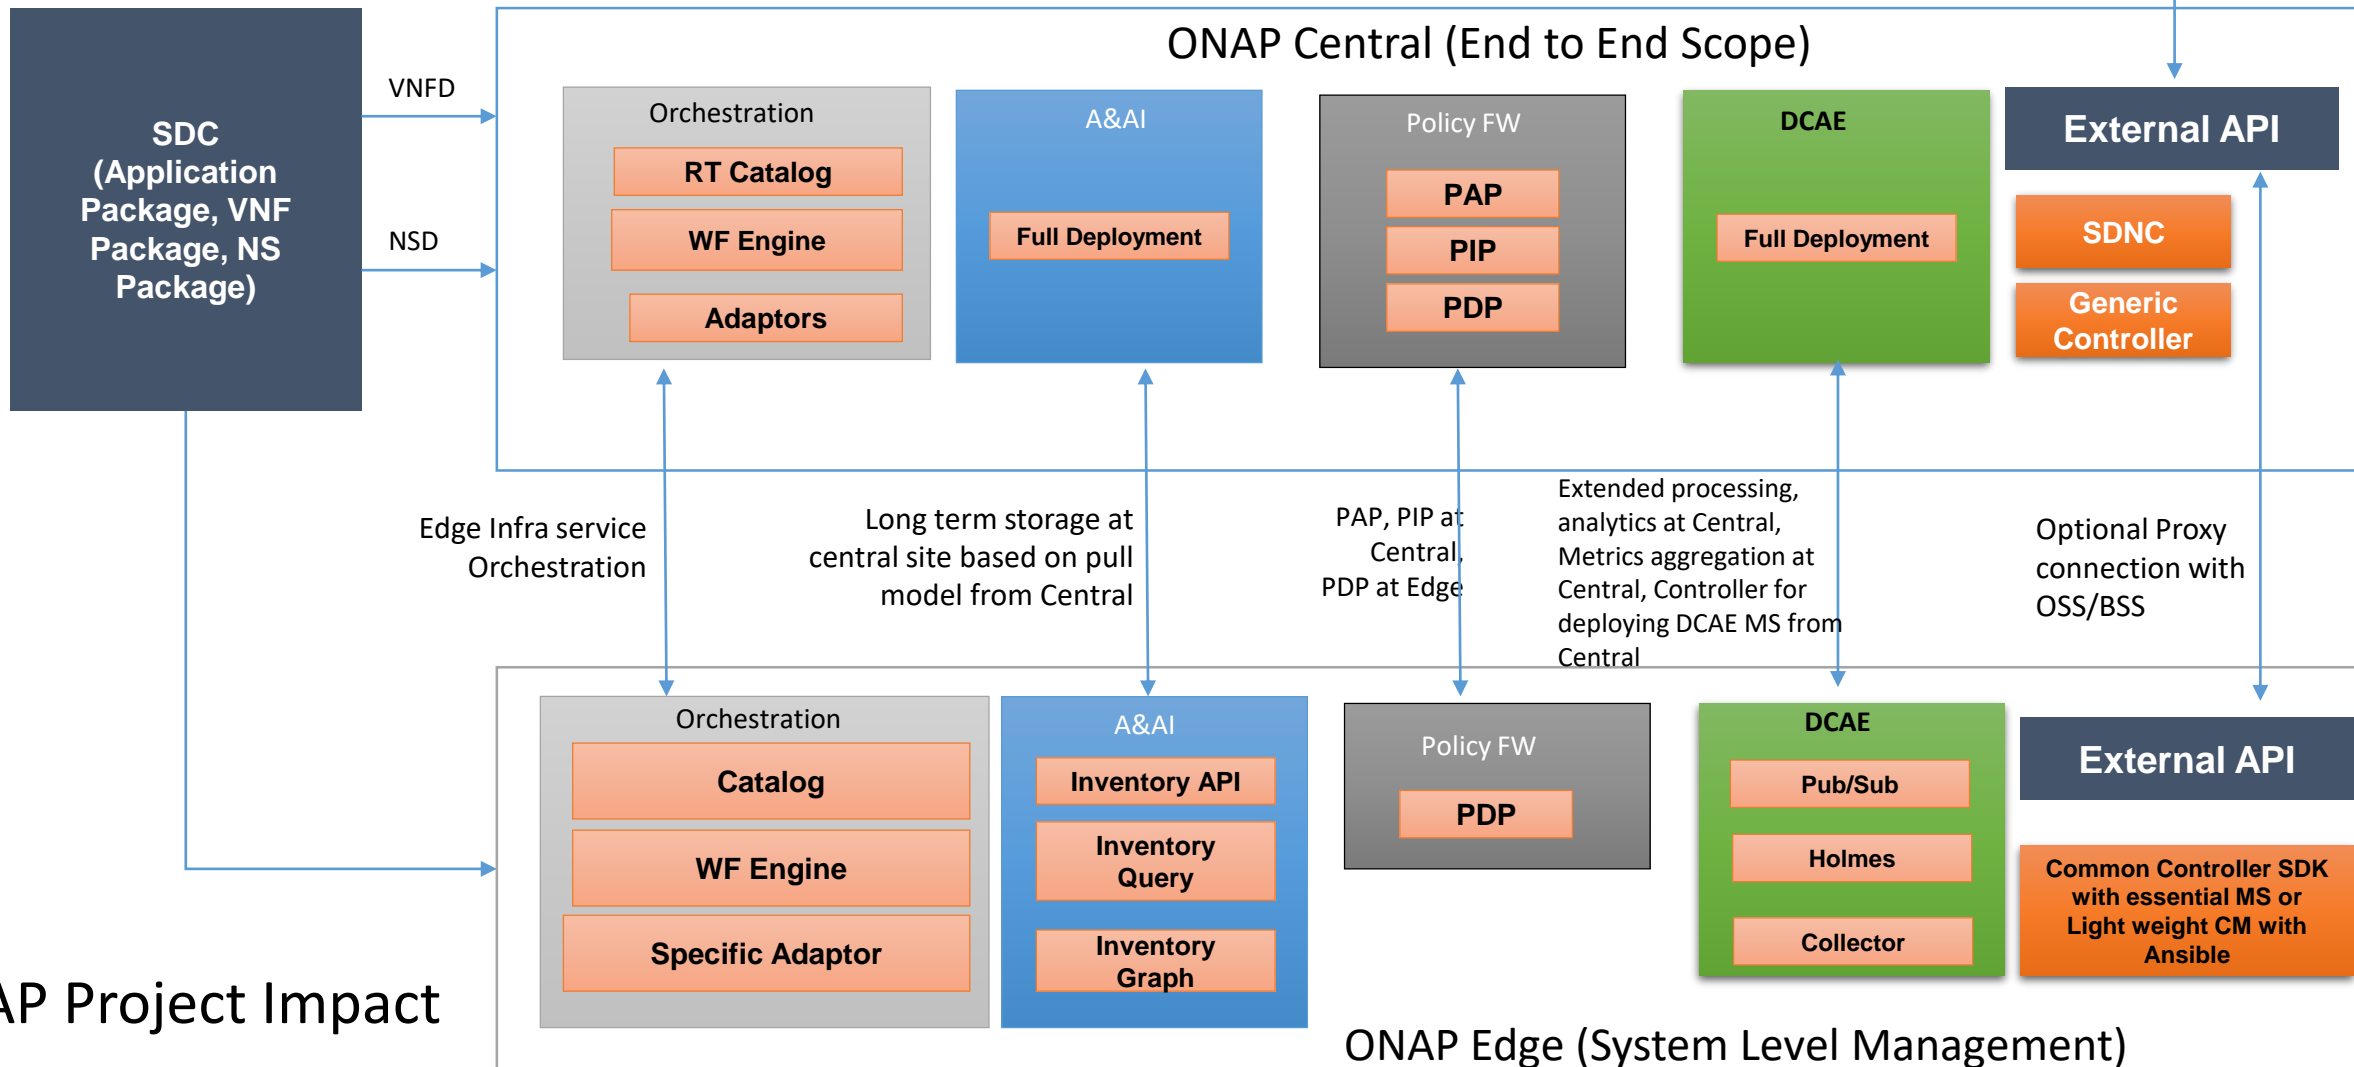 ONAP Central (End to End Scope)
SDC
(Application
Package, VNF
Package, NS
Package)
VNFD
NSD
Orchestration
RT Catalog
WF Engine
Adaptors
A&AI
Full Deployment
Policy FW
PAP
PIP
PDP
DCAE
Full Deployment
External API
SDNC
Generic
Controller
Edge Infra service
Orchestration
Long term storage at
central site based on pull
model from Central
PAP, PIP at
Central,
PDP at Edge
Extended processing,
analytics at Central,
Metrics aggregation at
Central, Controller for
deploying DCAE MS from
Central
Optional Proxy
connection with
OSS/BSS
Orchestration
Catalog
WF Engine
Specific Adaptor
A&AI
Inventory API
Inventory
Query
Inventory
Graph
Policy FW
PDP
DCAE
Pub/Sub
Holmes
Collector
External API
Common Controller SDK
with essential MS or
Light weight CM with
Ansible
AP Project Impact
ONAP Edge (System Level Management)